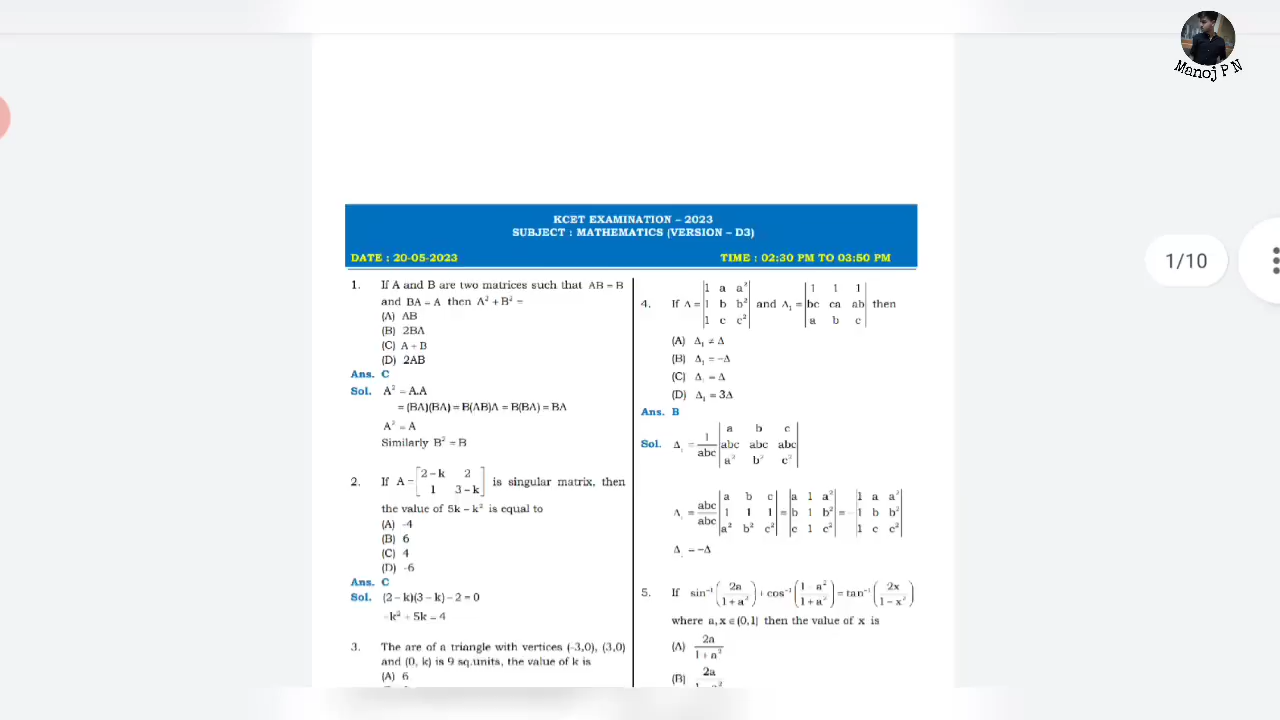 Manoj P N
1/10
KCET EXAMINATION – 2023
SUBJECT : MATHEMATICS (VERSION – D3)
DATE : 20-05-2023 TIME : 02:30 PM TO 03:50 PM
1. If A and B are two matrices such that AB = B
and BA = A then A² + B² =
(A) AB
(B) 2BA
(C) A + B
(D) 2AB
Ans. C
Sol. A² = A.A
= (BA)(BA) = B(AB)A = B(BA) = BA
A² = A
Similarly B² = B
2. If A = [2 – k 2; 1 3 – k] is singular matrix, then
the value of 5k – k² is equal to
(A) -4
(B) 6
(C) 4
(D) -6
Ans. C
Sol. (2 – k)(3 – k) – 2 = 0
-k² + 5k = 4
3. The are of a triangle with vertices (-3,0), (3,0)
and (0, k) is 9 sq.units, the value of k is
(A) 6
4. If Δ = |1 a a²; 1 b b²; 1 c c²| and Δ₁ = |1 1 1; bc ca ab; a b c| then
(A) Δ₁ ≠ Δ
(B) Δ₁ = –Δ
(C) Δ₁ = Δ
(D) Δ₁ = 3Δ
Ans. B
Sol. Δ₁ = 1/abc |a b c; abc abc abc; a² b² c²|
Δ₁ = abc/abc |a b c; 1 1 1; a² b² c²| = |a 1 a²; b 1 b²; c 1 c²| = –|1 a a²; 1 b b²; 1 c c²|
Δ₁ = –Δ
5. If sin⁻¹(2a/1 + a²) + cos⁻¹(1 – a²/1 + a²) = tan⁻¹(2x/1 – x²)
where a, x ∈ (0,1] then the value of x is
(A) 2a/1 + a²
(B) 2a